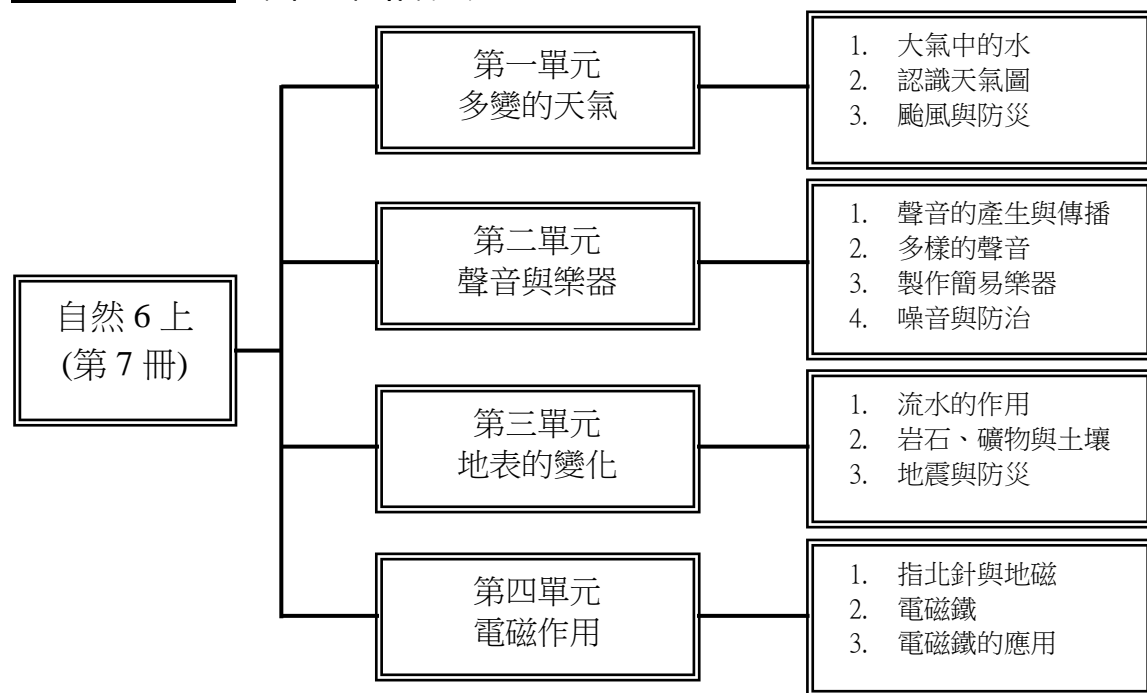 自然 6 上
(第 7 冊)
第一單元
多變的天氣
1. 大氣中的水
2. 認識天氣圖
3. 颱風與防災
第二單元
聲音與樂器
1. 聲音的產生與傳播
2. 多樣的聲音
3. 製作簡易樂器
4. 噪音與防治
第三單元
地表的變化
1. 流水的作用
2. 岩石、礦物與土壤
3. 地震與防災
第四單元
電磁作用
1. 指北針與地磁
2. 電磁鐵
3. 電磁鐵的應用